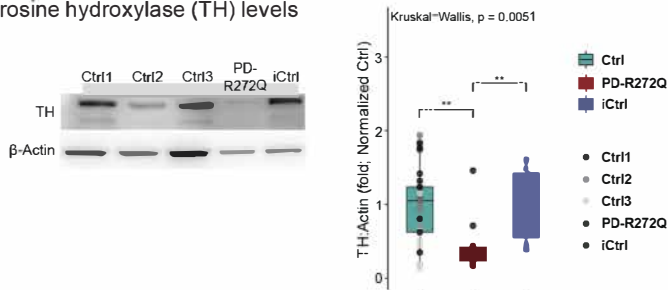 rosine hydroxylase (TH) levels
Ctrl1 Ctrl2 Ctrl3 PD-R272Q iCtrl
TH
β-Actin
Kruskal-Wallis, p = 0.0051
TH:Actin (fold; Normalized Ctrl)
3
2
1
0
**
**
Ctrl
PD-R272Q
iCtrl
Ctrl1
Ctrl2
Ctrl3
PD-R272Q
iCtrl